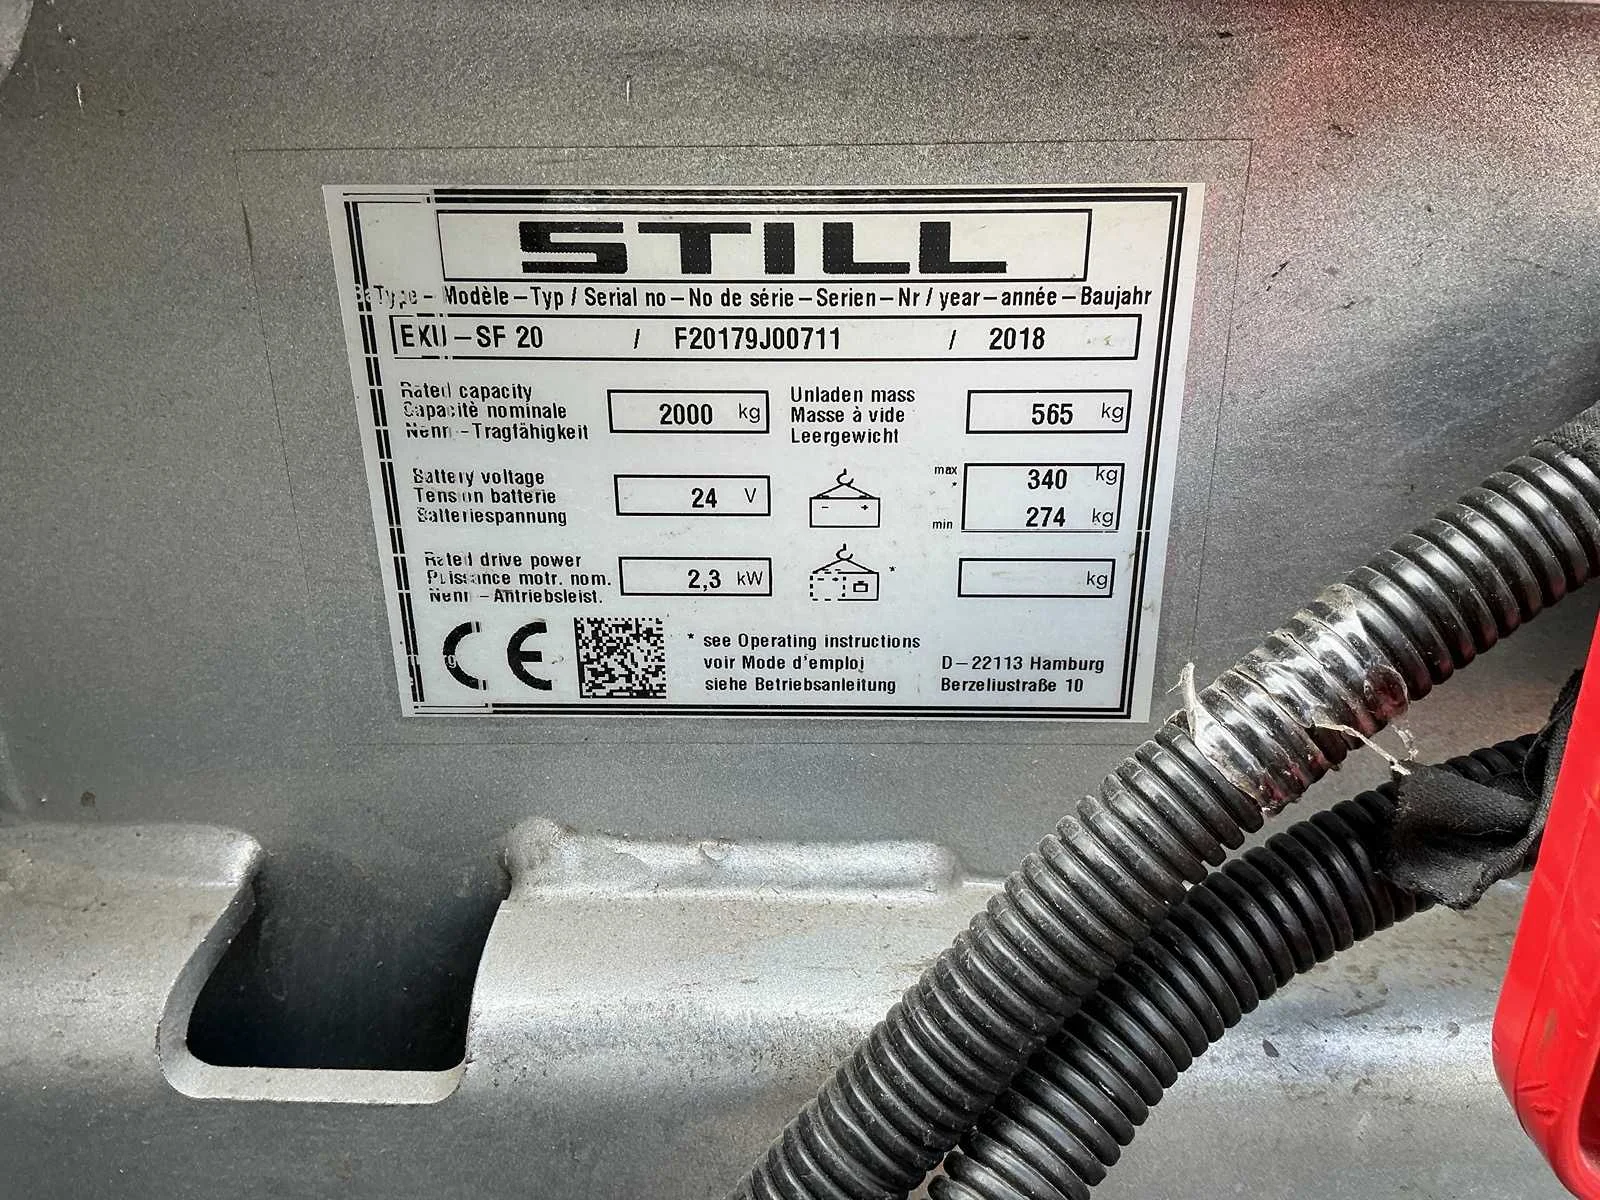 STILL
Type – Modèle – Typ / Serial no – No de série – Serien – Nr / year – année – Baujahr
EXU – SF 20 / F20179J00711 / 2018
Rated capacity
Capacité nominale
Nenn – Tragfähigkeit
2000 kg
Unladen mass
Masse à vide
Leergewicht
565 kg
Battery voltage
Tension batterie
Batteriespannung
24 V
- +
max
*
min
340 kg
274 kg
Rated drive power
Puissance motr. nom.
Nenn – Antriebsleist.
2,3 kW
- +
*
kg
CE
* see Operating instructions
voir Mode d'emploi
siehe Betriebsanleitung
D – 22113 Hamburg
Berzeliustraße 10